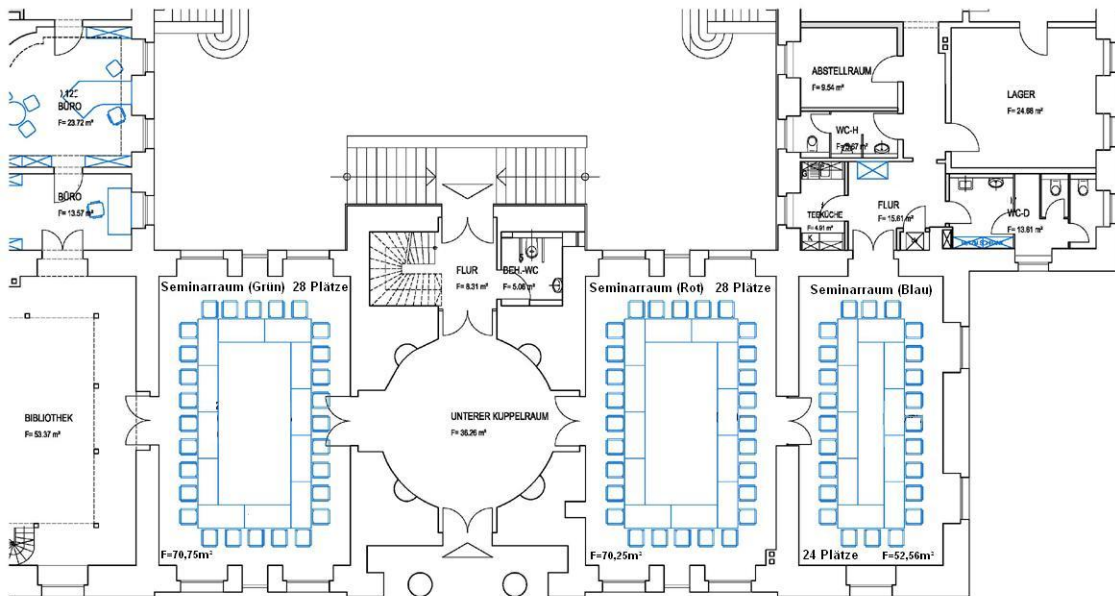 ABSTELLRAUM
F= 9.54 m²
LAGER
F= 24.68 m²
BÜRO
F= 23.72 m²
WC-H
BÜRO
F= 13.57 m²
TEEKÜCHE
F= 4.91 m²
K
FLUR
F= 15.61 m²
WC-D
F= 13.61 m²
FLUR
F= 8.31 m²
BEH.-WC
F= 5.06 m²
Seminarraum (Grün) 28 Plätze
Seminarraum (Rot) 28 Plätze
Seminarraum (Blau)
BIBLIOTHEK
F= 53.37 m²
UNTERER KUPPELRAUM
F= 36.26 m²
F=70,75m²
F=70,25m²
24 Plätze F=52,56m²